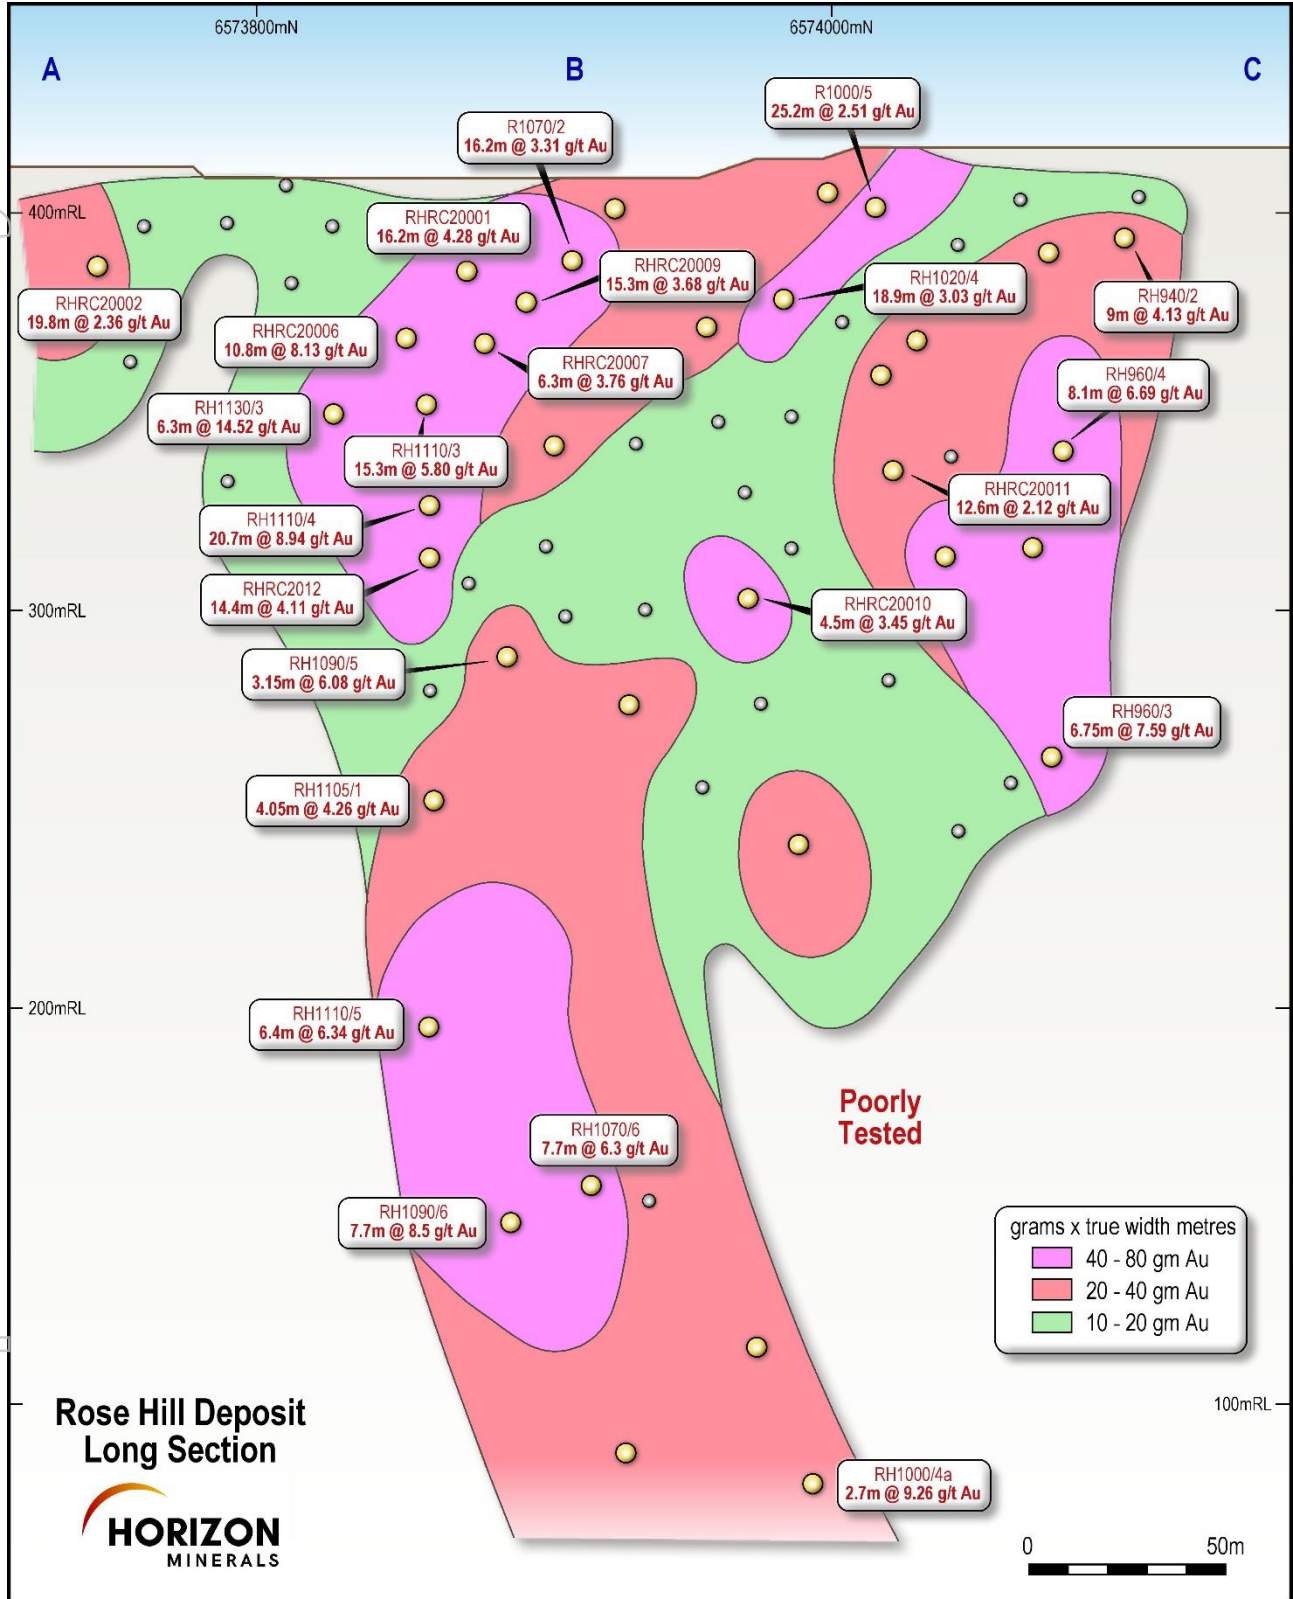 6573800mN
6574000mN
A
B
C
R1000/5
25.2m @ 2.51 g/t Au
R1070/2
16.2m @ 3.31 g/t Au
400mRL
RHRC20001
16.2m @ 4.28 g/t Au
RHRC20009
15.3m @ 3.68 g/t Au
RH1020/4
18.9m @ 3.03 g/t Au
RH940/2
9m @ 4.13 g/t Au
RHRC20002
19.8m @ 2.36 g/t Au
RHRC20006
10.8m @ 8.13 g/t Au
RHRC20007
6.3m @ 3.76 g/t Au
RH960/4
8.1m @ 6.69 g/t Au
RH1130/3
6.3m @ 14.52 g/t Au
RH1110/3
15.3m @ 5.80 g/t Au
RHRC20011
12.6m @ 2.12 g/t Au
RH1110/4
20.7m @ 8.94 g/t Au
RHRC2012
14.4m @ 4.11 g/t Au
300mRL
RHRC20010
4.5m @ 3.45 g/t Au
RH1090/5
3.15m @ 6.08 g/t Au
RH960/3
6.75m @ 7.59 g/t Au
RH1105/1
4.05m @ 4.26 g/t Au
200mRL
RH1110/5
6.4m @ 6.34 g/t Au
Poorly
Tested
RH1070/6
7.7m @ 6.3 g/t Au
RH1090/6
7.7m @ 8.5 g/t Au
grams x true width metres
40 - 80 gm Au
20 - 40 gm Au
10 - 20 gm Au
100mRL
Rose Hill Deposit
Long Section
RH1000/4a
2.7m @ 9.26 g/t Au
HORIZON
MINERALS
0 50m